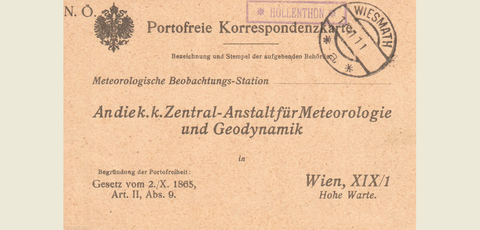 N. Ö.
* HOLLENTHON *
WIESMATH
Portofreie Korrespondenzkarte
Bezeichnung und Stempel der aufgebenden Behörde
Meteorologische Beobachtungs-Station
An die k. k. Zentral-Anstalt für Meteorologie
und Geodynamik
in
Begründung der Portofreiheit:
Gesetz vom 2./X. 1865,
Art. II, Abs. 9.
Wien, XIX/1
Hohe Warte.